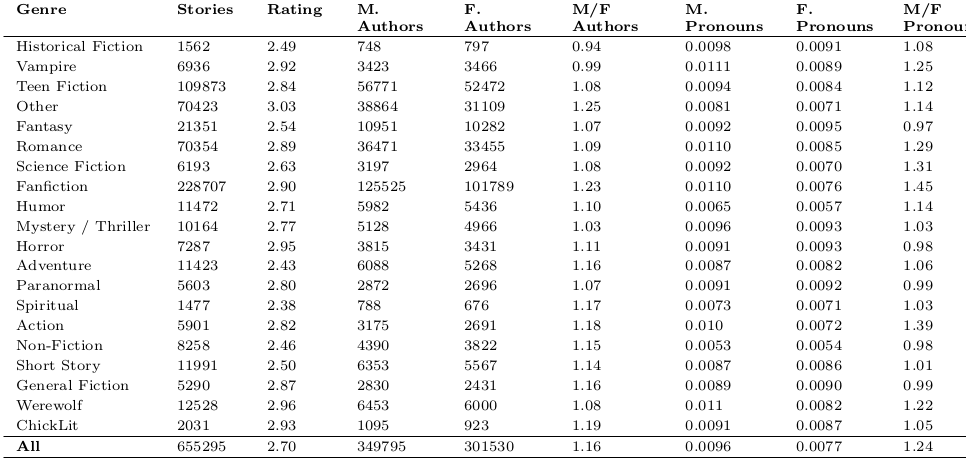 Genre Stories Rating M. Authors F. Authors M/F Authors M. Pronouns F. Pronouns M/F Pronou
Historical Fiction 1562 2.49 748 797 0.94 0.0098 0.0091 1.08
Vampire 6936 2.92 3423 3466 0.99 0.0111 0.0089 1.25
Teen Fiction 109873 2.84 56771 52472 1.08 0.0094 0.0084 1.12
Other 70423 3.03 38864 31109 1.25 0.0081 0.0071 1.14
Fantasy 21351 2.54 10951 10282 1.07 0.0092 0.0095 0.97
Romance 70354 2.89 36471 33455 1.09 0.0110 0.0085 1.29
Science Fiction 6193 2.63 3197 2964 1.08 0.0092 0.0070 1.31
Fanfiction 228707 2.90 125525 101789 1.23 0.0110 0.0076 1.45
Humor 11472 2.71 5982 5436 1.10 0.0065 0.0057 1.14
Mystery / Thriller 10164 2.77 5128 4966 1.03 0.0096 0.0093 1.03
Horror 7287 2.95 3815 3431 1.11 0.0091 0.0093 0.98
Adventure 11423 2.43 6088 5268 1.16 0.0087 0.0082 1.06
Paranormal 5603 2.80 2872 2696 1.07 0.0091 0.0092 0.99
Spiritual 1477 2.38 788 676 1.17 0.0073 0.0071 1.03
Action 5901 2.82 3175 2691 1.18 0.010 0.0072 1.39
Non-Fiction 8258 2.46 4390 3822 1.15 0.0053 0.0054 0.98
Short Story 11991 2.50 6353 5567 1.14 0.0087 0.0086 1.01
General Fiction 5290 2.87 2830 2431 1.16 0.0089 0.0090 0.99
Werewolf 12528 2.96 6453 6000 1.08 0.011 0.0082 1.22
ChickLit 2031 2.93 1095 923 1.19 0.0091 0.0087 1.05
All 655295 2.70 349795 301530 1.16 0.0096 0.0077 1.24